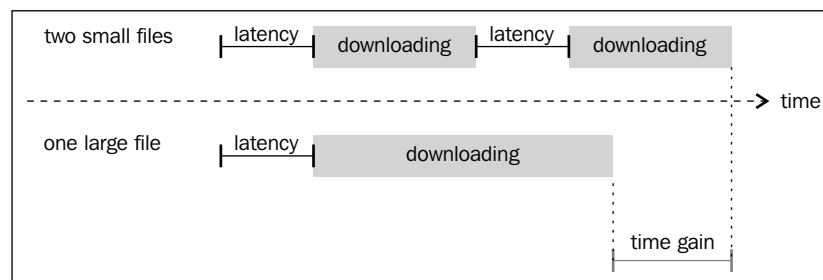 two small files latency downloading latency downloading
time
one large file latency downloading
time gain